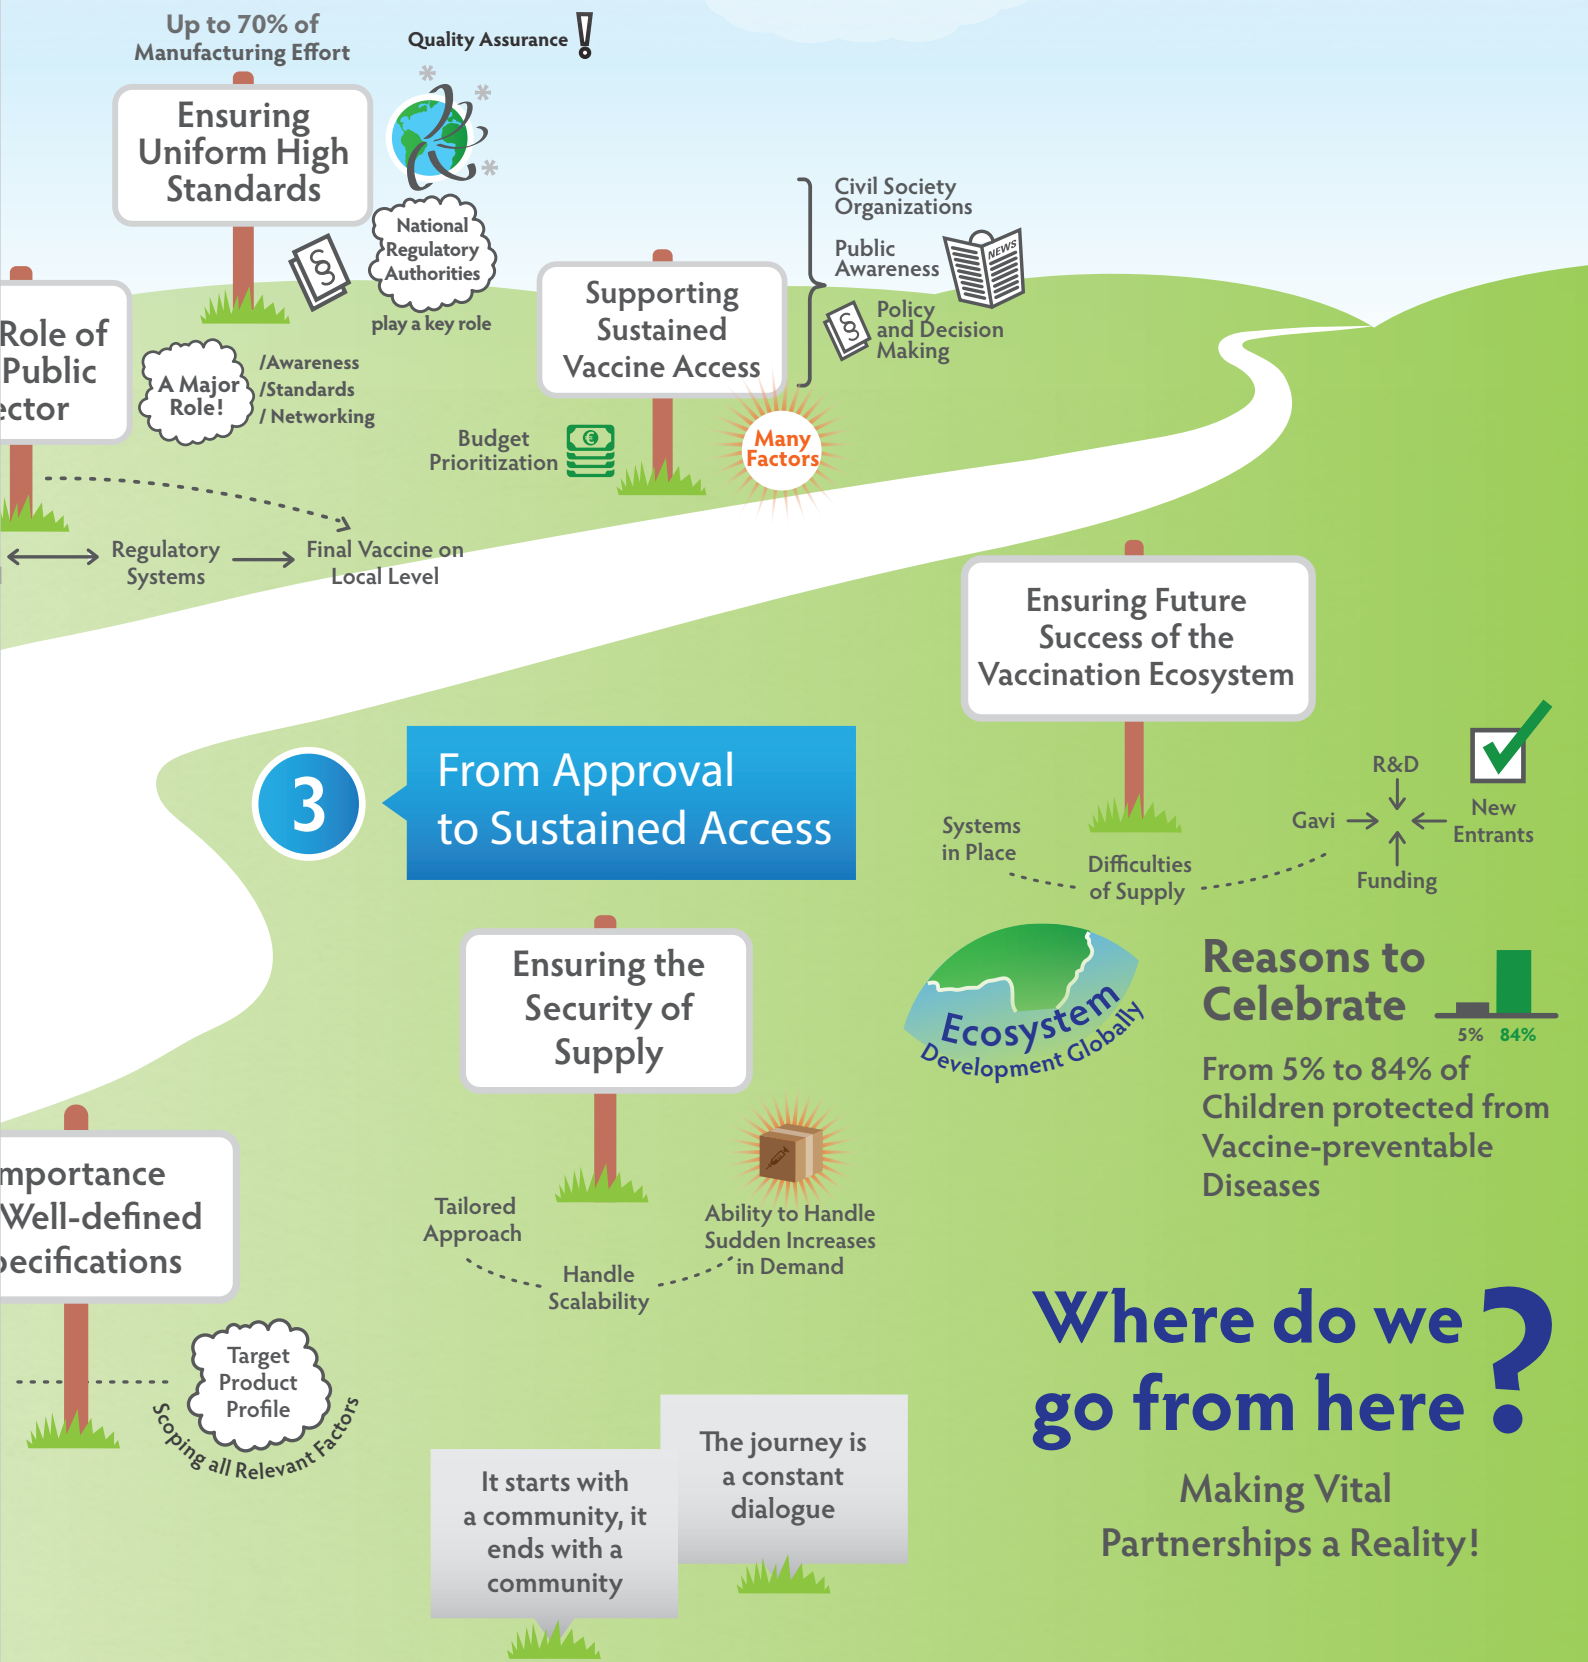 Up to 70% of
Manufacturing Effort
Quality Assurance !
Ensuring
Uniform High
Standards
National
Regulatory
Authorities
play a key role
§
Civil Society
Organizations
Public
Awareness
NEWS
§
Policy
and Decision
Making
Supporting
Sustained
Vaccine Access
Role of
Public
ector
A Major
Role!
/Awareness
/Standards
/ Networking
Budget
Prioritization
€
Many
Factors
Regulatory
Systems
Final Vaccine on
Local Level
Ensuring Future
Success of the
Vaccination Ecosystem
3
From Approval
to Sustained Access
Systems
in Place
Difficulties
of Supply
R&D
Gavi
New
Entrants
Funding
Ensuring the
Security of
Supply
Ecosystem
Development Globally
Reasons to
Celebrate
5% 84%
From 5% to 84% of
Children protected from
Vaccine-preventable
Diseases
mportance
Well-defined
pecifications
Tailored
Approach
Handle
Scalability
Ability to Handle
Sudden Increases
in Demand
Target
Product
Profile
Scoping all Relevant Factors
It starts with
a community, it
ends with a
community
The journey is
a constant
dialogue
Where do we
go from here ?
Making Vital
Partnerships a Reality!